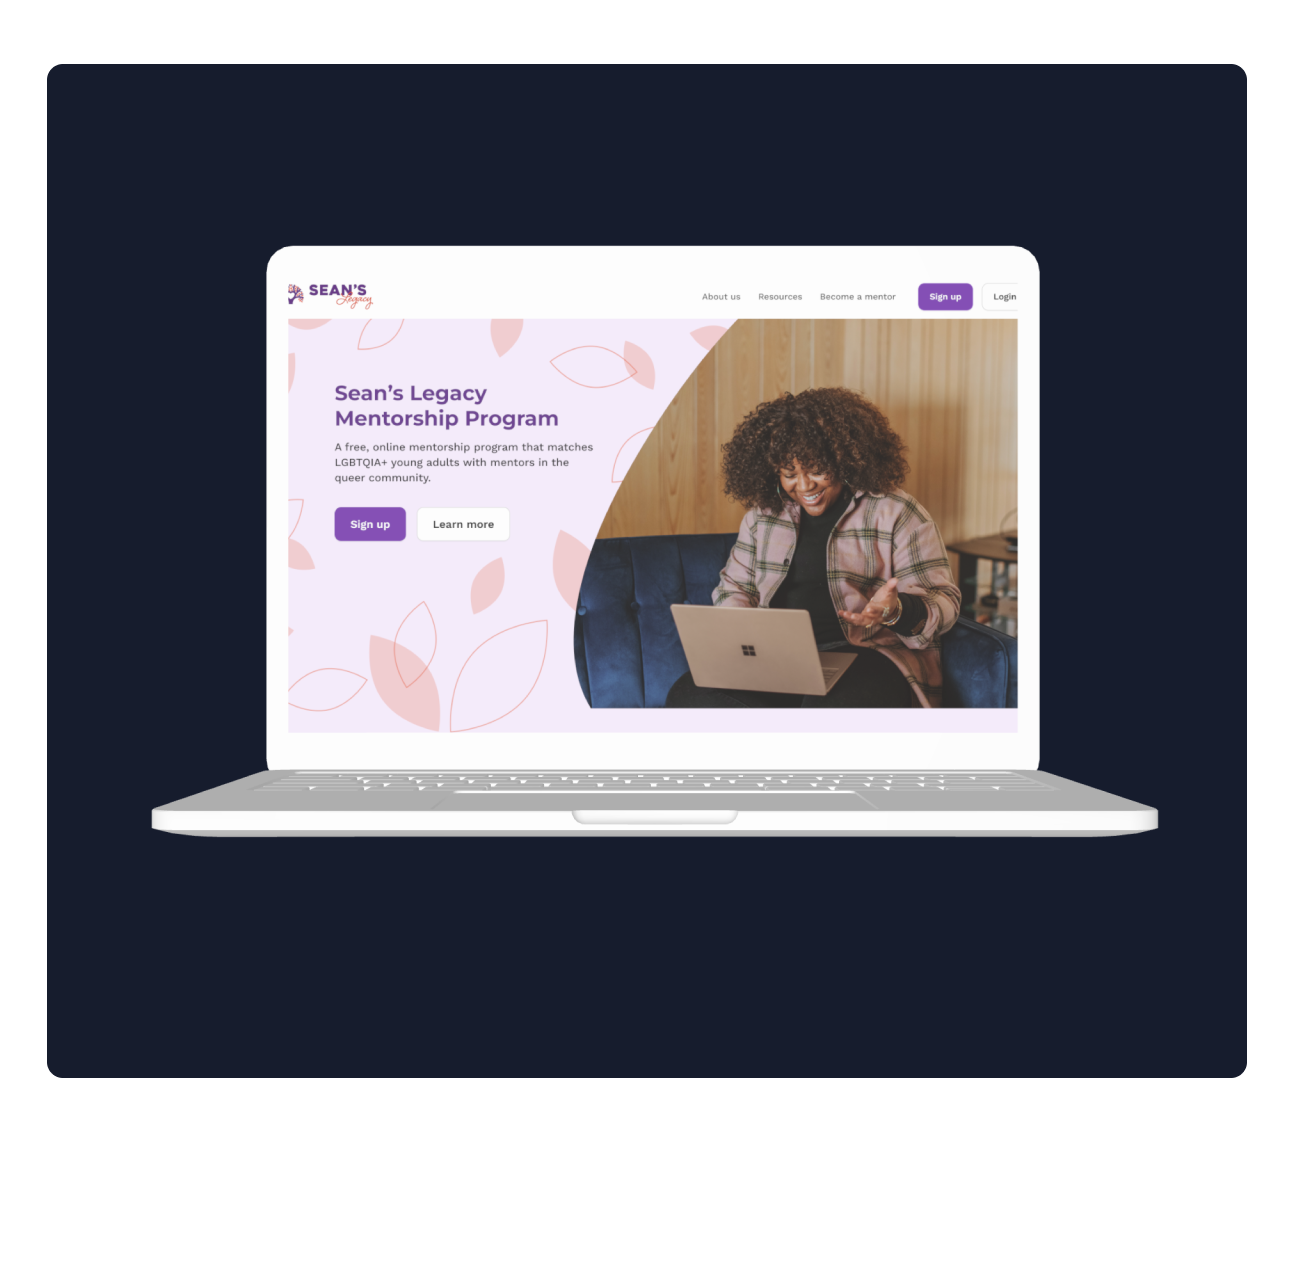 SEAN'S
Legacy
About us
Resources
Become a mentor
Sign up
Login
Sean's Legacy
Mentorship Program
A free, online mentorship program that matches
LGBTQIA+ young adults with mentors in the
queer community.
Sign up
Learn more